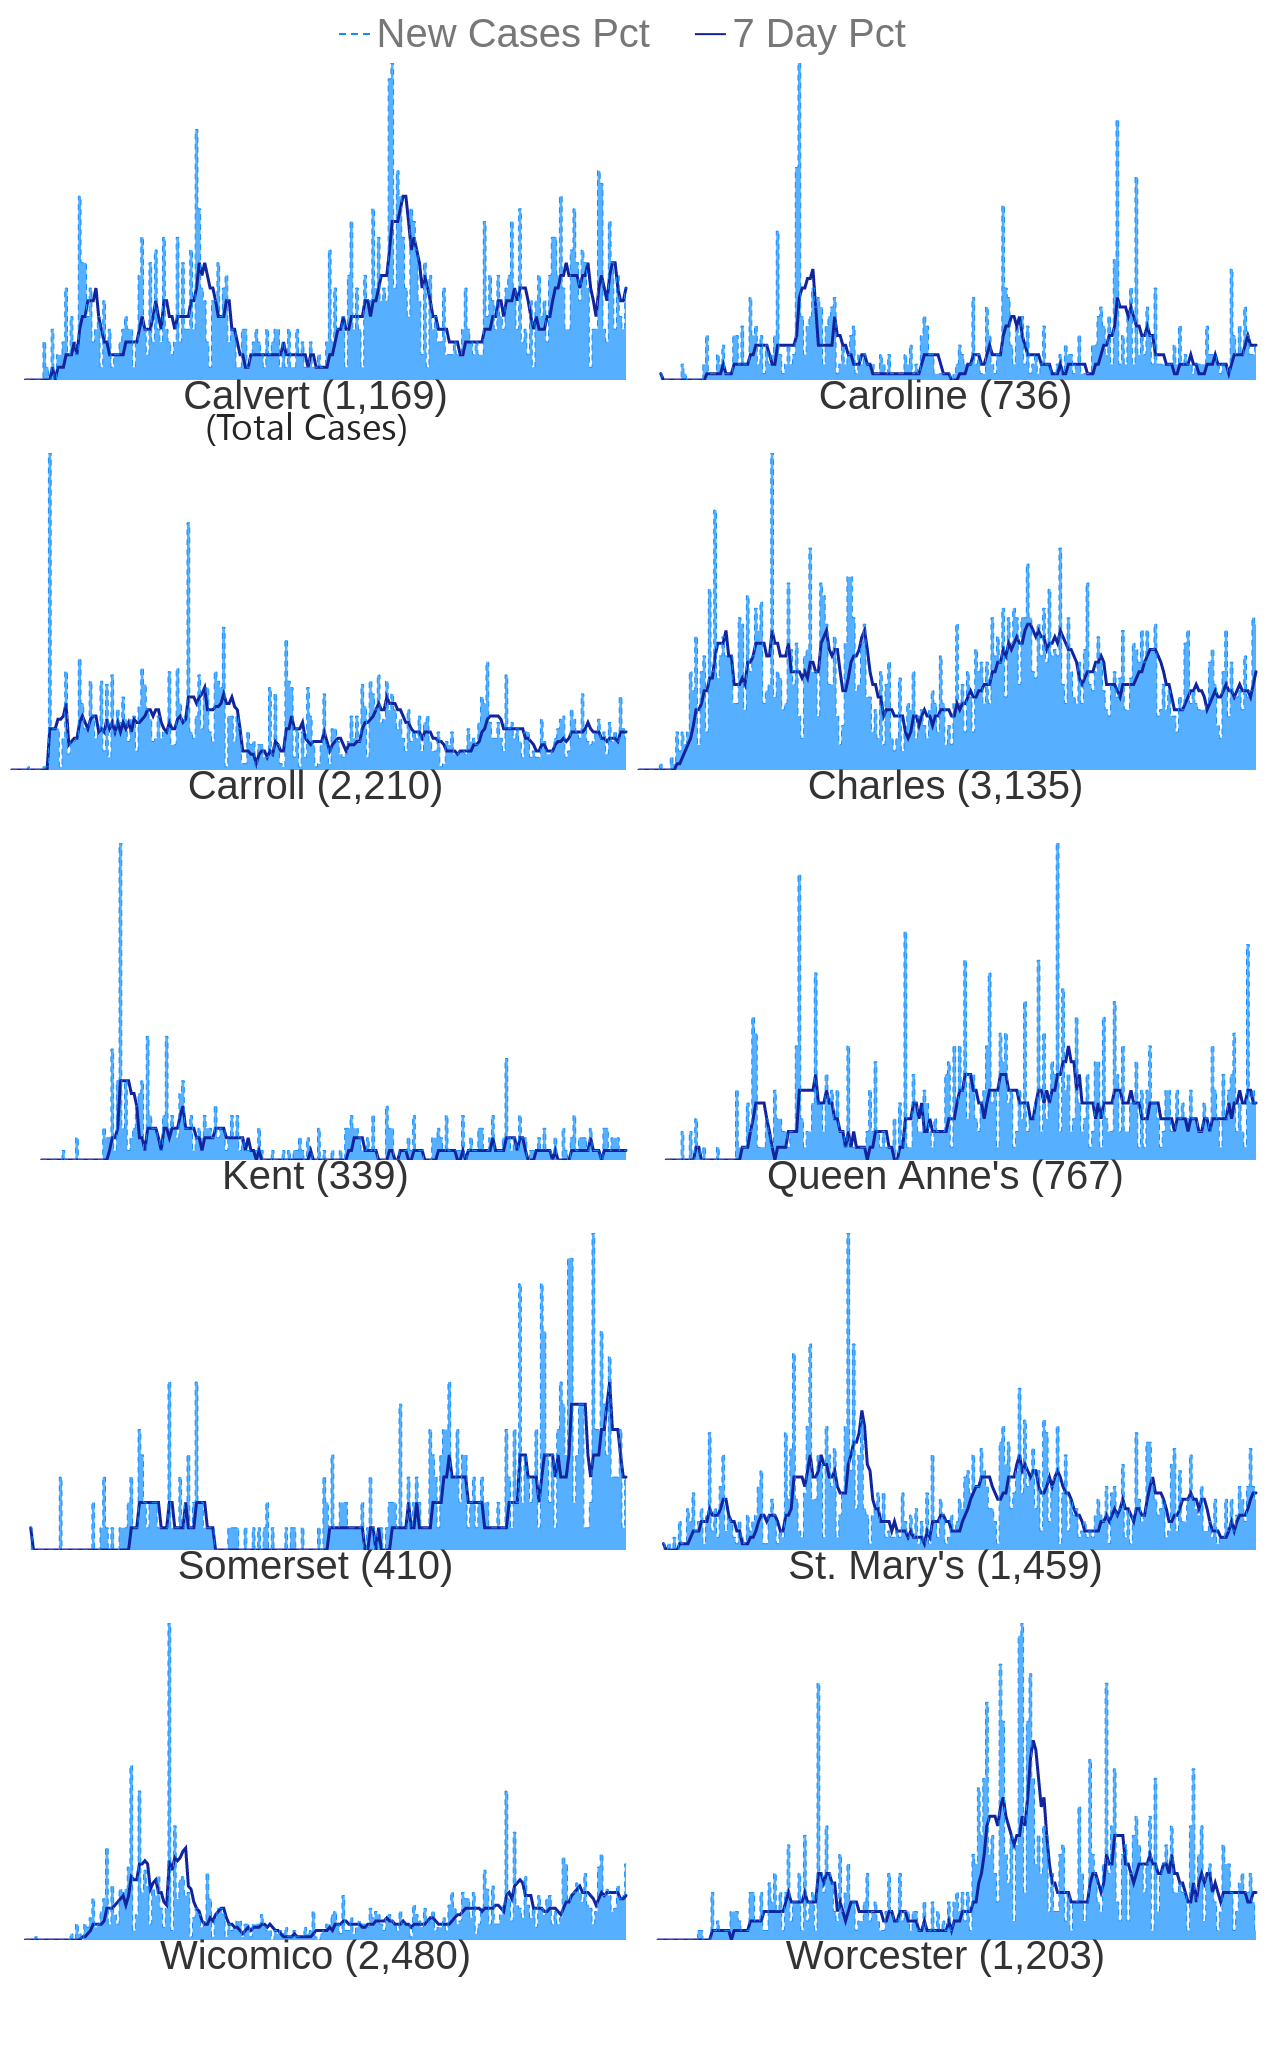 New Cases Pct 7 Day Pct
Calvert (1,169) Caroline (736)
(Total Cases)
Carroll (2,210) Charles (3,135)
Kent (339) Queen Anne's (767)
Somerset (410) St. Mary's (1,459)
Wicomico (2,480) Worcester (1,203)